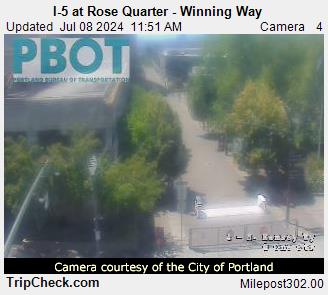 I-5 at Rose Quarter - Winning Way
Updated Jul 08 2024 11:51 AM Camera 4
PBOT
PORTLAND BUREAU OF TRANSPORTATION
Camera courtesy of the City of Portland
TripCheck.com Milepost302.00